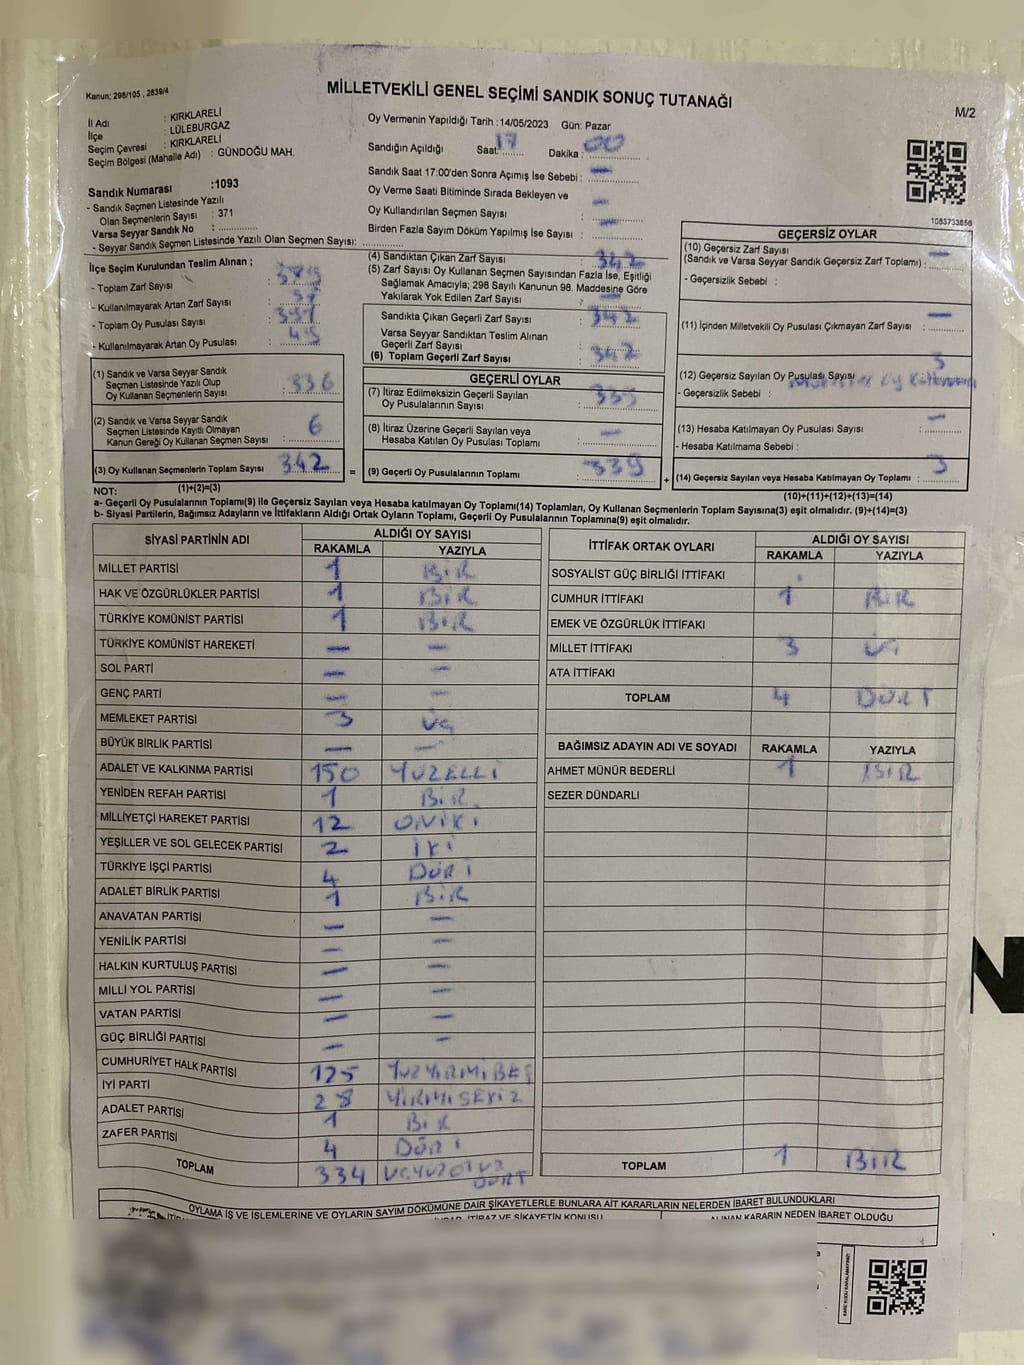 Kanun; 298/105 , 2839/4
MİLLETVEKİLİ GENEL SEÇİMİ SANDIK SONUÇ TUTANAĞI
M/2
İl Adı : KIRKLARELİ
İlçe : LÜLEBURGAZ
Seçim Çevresi : KIRKLARELİ
Seçim Bölgesi (Mahalle Adı) : GÜNDOĞU MAH.
Sandık Numarası :1093
- Sandık Seçmen Listesinde Yazılı
Olan Seçmenlerin Sayısı : 371
Varsa Seyyar Sandık No :
- Seyyar Sandık Seçmen Listesinde Yazılı Olan Seçmen Sayısı:
Oy Vermenin Yapıldığı Tarih :14/05/2023 Gün: Pazar
Sandığın Açıldığı Saat 17 Dakika : 00
Sandık Saat 17:00'den Sonra Açımış İse Sebebi : —
Oy Verme Saati Bitiminde Sırada Bekleyen ve
Oy Kullandırılan Seçmen Sayısı : —
Birden Fazla Sayım Döküm Yapılmış İse Sayısı : —
1083733656
İlçe Seçim Kurulundan Teslim Alınan ;
- Toplam Zarf Sayısı :
- Kullanılmayarak Artan Zarf Sayısı :
- Toplam Oy Pusulası Sayısı :
- Kullanılmayarak Artan Oy Pusulası :
(4) Sandıktan Çıkan Zarf Sayısı : 342
(5) Zarf Sayısı Oy Kullanan Seçmen Sayısından Fazla İse, Eşitliği
Sağlamak Amacıyla; 298 Sayılı Kanunun 98. Maddesine Göre
Yakılarak Yok Edilen Zarf Sayısı : —
Sandıkta Çıkan Geçerli Zarf Sayısı : 342
Varsa Seyyar Sandıktan Teslim Alınan
Geçerli Zarf Sayısı :
(6) Toplam Geçerli Zarf Sayısı : 342
GEÇERSİZ OYLAR
(10) Geçersiz Zarf Sayısı —
(Sandık ve Varsa Seyyar Sandık Geçersiz Zarf Toplamı) :
- Geçersizlik Sebebi :
(11) İçinden Milletvekili Oy Pusulası Çıkmayan Zarf Sayısı : —
(12) Geçersiz Sayılan Oy Pusulası Sayısı 3
- Geçersizlik Sebebi :
(13) Hesaba Katılmayan Oy Pusulası Sayısı : —
- Hesaba Katılmama Sebebi :
(14) Geçersiz Sayılan veya Hesaba Katılmayan Oy Toplamı : 3
(10)+(11)+(12)+(13)=(14)
(1) Sandık ve Varsa Seyyar Sandık
Seçmen Listesinde Yazılı Olup
Oy Kullanan Seçmenlerin Sayısı : 336
(2) Sandık ve Varsa Seyyar Sandık
Seçmen Listesinde Kayıtlı Olmayan
Kanun Gereği Oy Kullanan Seçmen Sayısı : 6
(3) Oy Kullanan Seçmenlerin Toplam Sayısı : 342
GEÇERLİ OYLAR
(7) İtiraz Edilmeksizin Geçerli Sayılan
Oy Pusulalarının Sayısı :
(8) İtiraz Üzerine Geçerli Sayılan veya
Hesaba Katılan Oy Pusulası Toplamı : —
= (9) Geçerli Oy Pusulalarının Toplamı : 339 +
NOT: (1)+(2)=(3)
a- Geçerli Oy Pusulalarının Toplamı(9) ile Geçersiz Sayılan veya Hesaba katılmayan Oy Toplamı(14) Toplamları, Oy Kullanan Seçmenlerin Toplam Sayısına(3) eşit olmalıdır. (9)+(14)=(3)
b- Siyasi Partilerin, Bağımsız Adayların ve İttifakların Aldığı Ortak Oyların Toplamı, Geçerli Oy Pusulalarının Toplamına(9) eşit olmalıdır.
SİYASİ PARTİNİN ADI ALDIĞI OY SAYISI
RAKAMLA YAZIYLA
MİLLET PARTİSİ 1 BİR
HAK VE ÖZGÜRLÜKLER PARTİSİ 1 BİR
TÜRKİYE KOMÜNİST PARTİSİ 1 BİR
TÜRKİYE KOMÜNİST HAREKETİ — —
SOL PARTİ — —
GENÇ PARTİ — —
MEMLEKET PARTİSİ 3 ÜÇ
BÜYÜK BİRLİK PARTİSİ — —
ADALET VE KALKINMA PARTİSİ 150 YÜZELLİ
YENİDEN REFAH PARTİSİ 1 BİR
MİLLİYETÇİ HAREKET PARTİSİ 12 ONİKİ
YEŞİLLER VE SOL GELECEK PARTİSİ 2 İKİ
TÜRKİYE İŞÇİ PARTİSİ 4 DÖRT
ADALET BİRLİK PARTİSİ 1 BİR
ANAVATAN PARTİSİ — —
YENİLİK PARTİSİ — —
HALKIN KURTULUŞ PARTİSİ — —
MİLLİ YOL PARTİSİ — —
VATAN PARTİSİ — —
GÜÇ BİRLİĞİ PARTİSİ — —
CUMHURİYET HALK PARTİSİ 125 YÜZYİRMİBEŞ
İYİ PARTİ 28 YİRMİSEKİZ
ADALET PARTİSİ 1 BİR
ZAFER PARTİSİ 4 DÖRT
TOPLAM 334 ÜÇYÜZOTUZ
DÖRT
İTTİFAK ORTAK OYLARI ALDIĞI OY SAYISI
RAKAMLA YAZIYLA
SOSYALİST GÜÇ BİRLİĞİ İTTİFAKI
CUMHUR İTTİFAKI 1 BİR
EMEK VE ÖZGÜRLÜK İTTİFAKI
MİLLET İTTİFAKI 3 ÜÇ
ATA İTTİFAKI
TOPLAM 4 DÖRT
BAĞIMSIZ ADAYIN ADI VE SOYADI RAKAMLA YAZIYLA
AHMET MÜNÜR BEDERLİ 1 BİR
SEZER DÜNDARLI
TOPLAM 1 BİR
OYLAMA İŞ VE İŞLEMLERİNE VE OYLARIN SAYIM DÖKÜMÜNE DAİR ŞİKAYETLERLE BUNLARA AİT KARARLARIN NELERDEN İBARET BULUNDUKLARI
İTİRAZ VE ŞİKAYETİN KONUSU ALINAN KARARIN NEDEN İBARET OLDUĞU
N